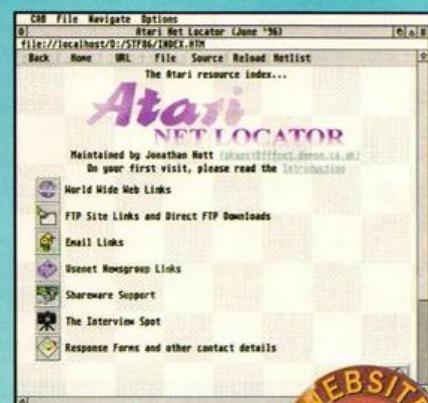 CAB File Navigate Options
Atari Net Locator (June '96)
file://localhost/D:/STF86/INDEX.HTM
Back Home URL File Source Reload Hotlist
The Atari resource index...
Atari
NET LOCATOR
Maintained by Jonathan Nott
On your first visit, please read the Introduction
World Wide Web Links
FTP Site Links and Direct FTP Downloads
Email Links
Usenet Newsgroup Links
Shareware Support
The Interview Spot
Response Forms and other contact details